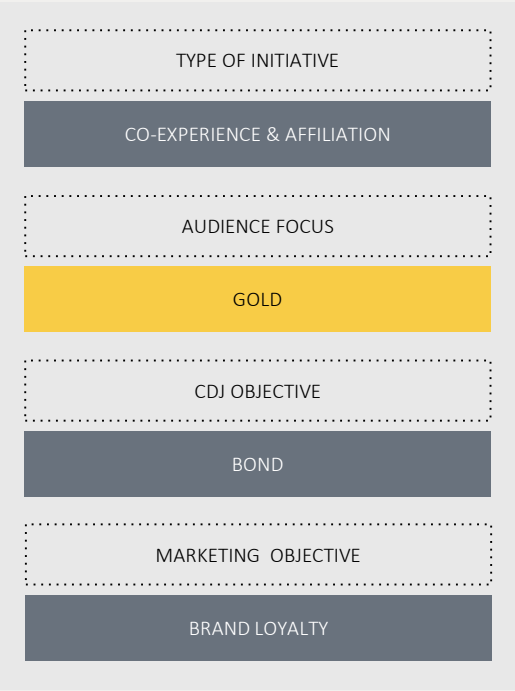 TYPE OF INITIATIVE
CO-EXPERIENCE & AFFILIATION
AUDIENCE FOCUS
GOLD
CDJ OBJECTIVE
BOND
MARKETING  OBJECTIVE
BRAND LOYALTY